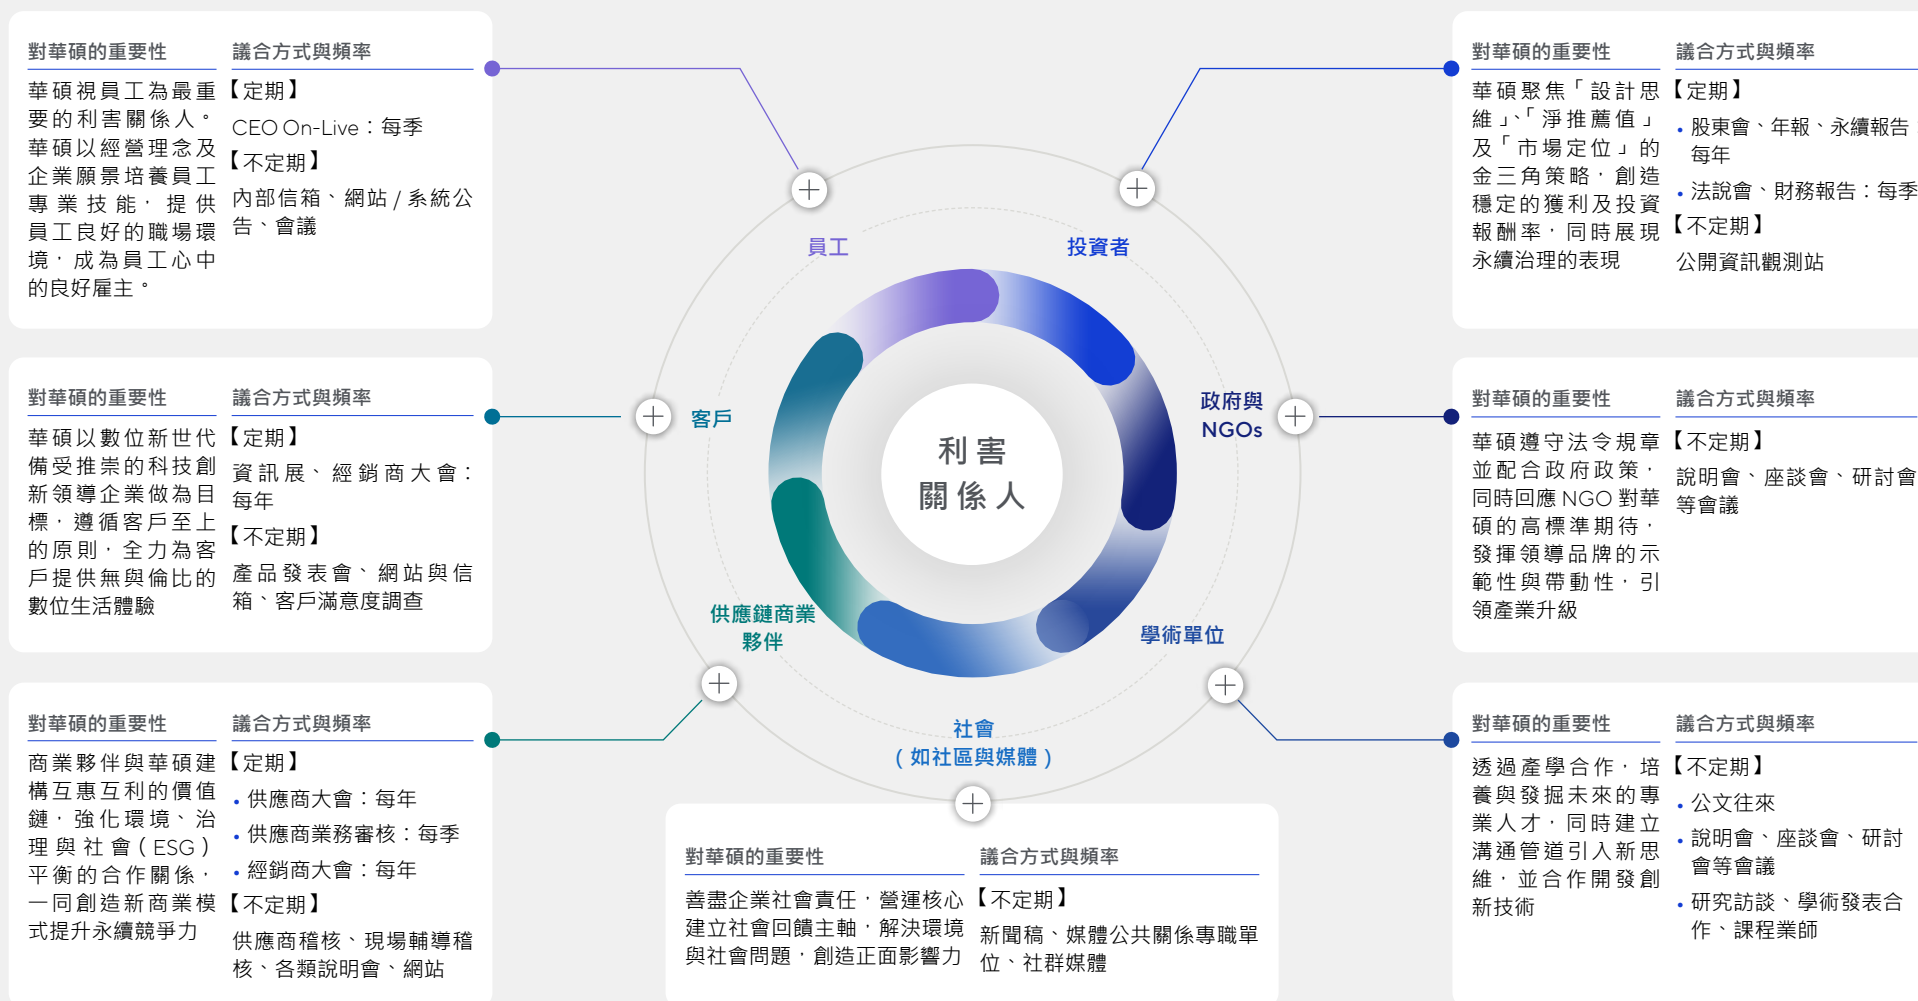 對華碩的重要性
華碩視員工為最重
要的利害關係人。
華碩以經營理念及
企業願景培養員工
專業技能，提供
員工良好的職場環
境，成為員工心中
的良好雇主。
議合方式與頻率
【定期】
CEO On-Live：每季
【不定期】
內部信箱、網站 / 系統公
告、會議
對華碩的重要性
華碩以數位新世代
備受推崇的科技創
新領導企業做為目
標，遵循客戶至上
的原則，全力為客
戶提供無與倫比的
數位生活體驗
議合方式與頻率
【定期】
資訊展、經銷商大會：
每年
【不定期】
產品發表會、網站與信
箱、客戶滿意度調查
對華碩的重要性
商業夥伴與華碩建
構互惠互利的價值
鏈，強化環境、治
理與社會（ESG）
平衡的合作關係，
一同創造新商業模
式提升永續競爭力
議合方式與頻率
【定期】
• 供應商大會：每年
• 供應商業務審核：每季
• 經銷商大會：每年
【不定期】
供應商稽核、現場輔導稽
核、各類說明會、網站
員工
投資者
客戶
政府與
NGOs
利害
關係人
供應鏈商業
夥伴
學術單位
社會
（如社區與媒體）
對華碩的重要性
善盡企業社會責任，營運核心
建立社會回饋主軸，解決環境
與社會問題，創造正面影響力
議合方式與頻率
【不定期】
新聞稿、媒體公共關係專職單
位、社群媒體
對華碩的重要性
華碩聚焦「設計思
維」、「淨推薦值」
及「市場定位」的
金三角策略，創造
穩定的獲利及投資
報酬率，同時展現
永續治理的表現
議合方式與頻率
【定期】
• 股東會、年報、永續報告：
每年
• 法說會、財務報告：每季
【不定期】
公開資訊觀測站
對華碩的重要性
華碩遵守法令規章
並配合政府政策，
同時回應 NGO 對華
碩的高標準期待，
發揮領導品牌的示
範性與帶動性，引
領產業升級
議合方式與頻率
【不定期】
說明會、座談會、研討會
等會議
對華碩的重要性
透過產學合作，培
養與發掘未來的專
業人才，同時建立
溝通管道引入新思
維，並合作開發創
新技術
議合方式與頻率
【不定期】
• 公文往來
• 說明會、座談會、研討
會等會議
• 研究訪談、學術發表合
作、課程業師